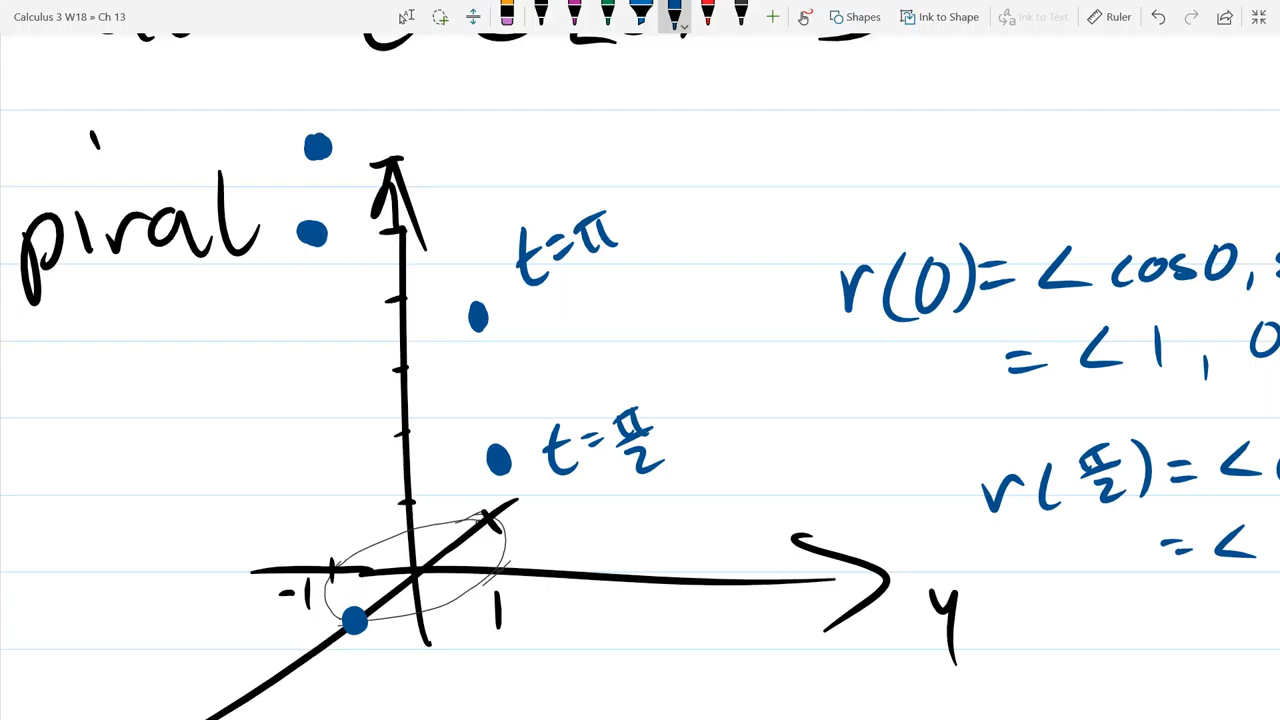 Calculus 3 W18 » Ch 13
Shapes
Ink to Shape
Ink to Text
Ruler
piral
t=π
r(0)= < cos0,
= < 1, 0
t=π/2
r(π/2)= <
= <
-1
1
y